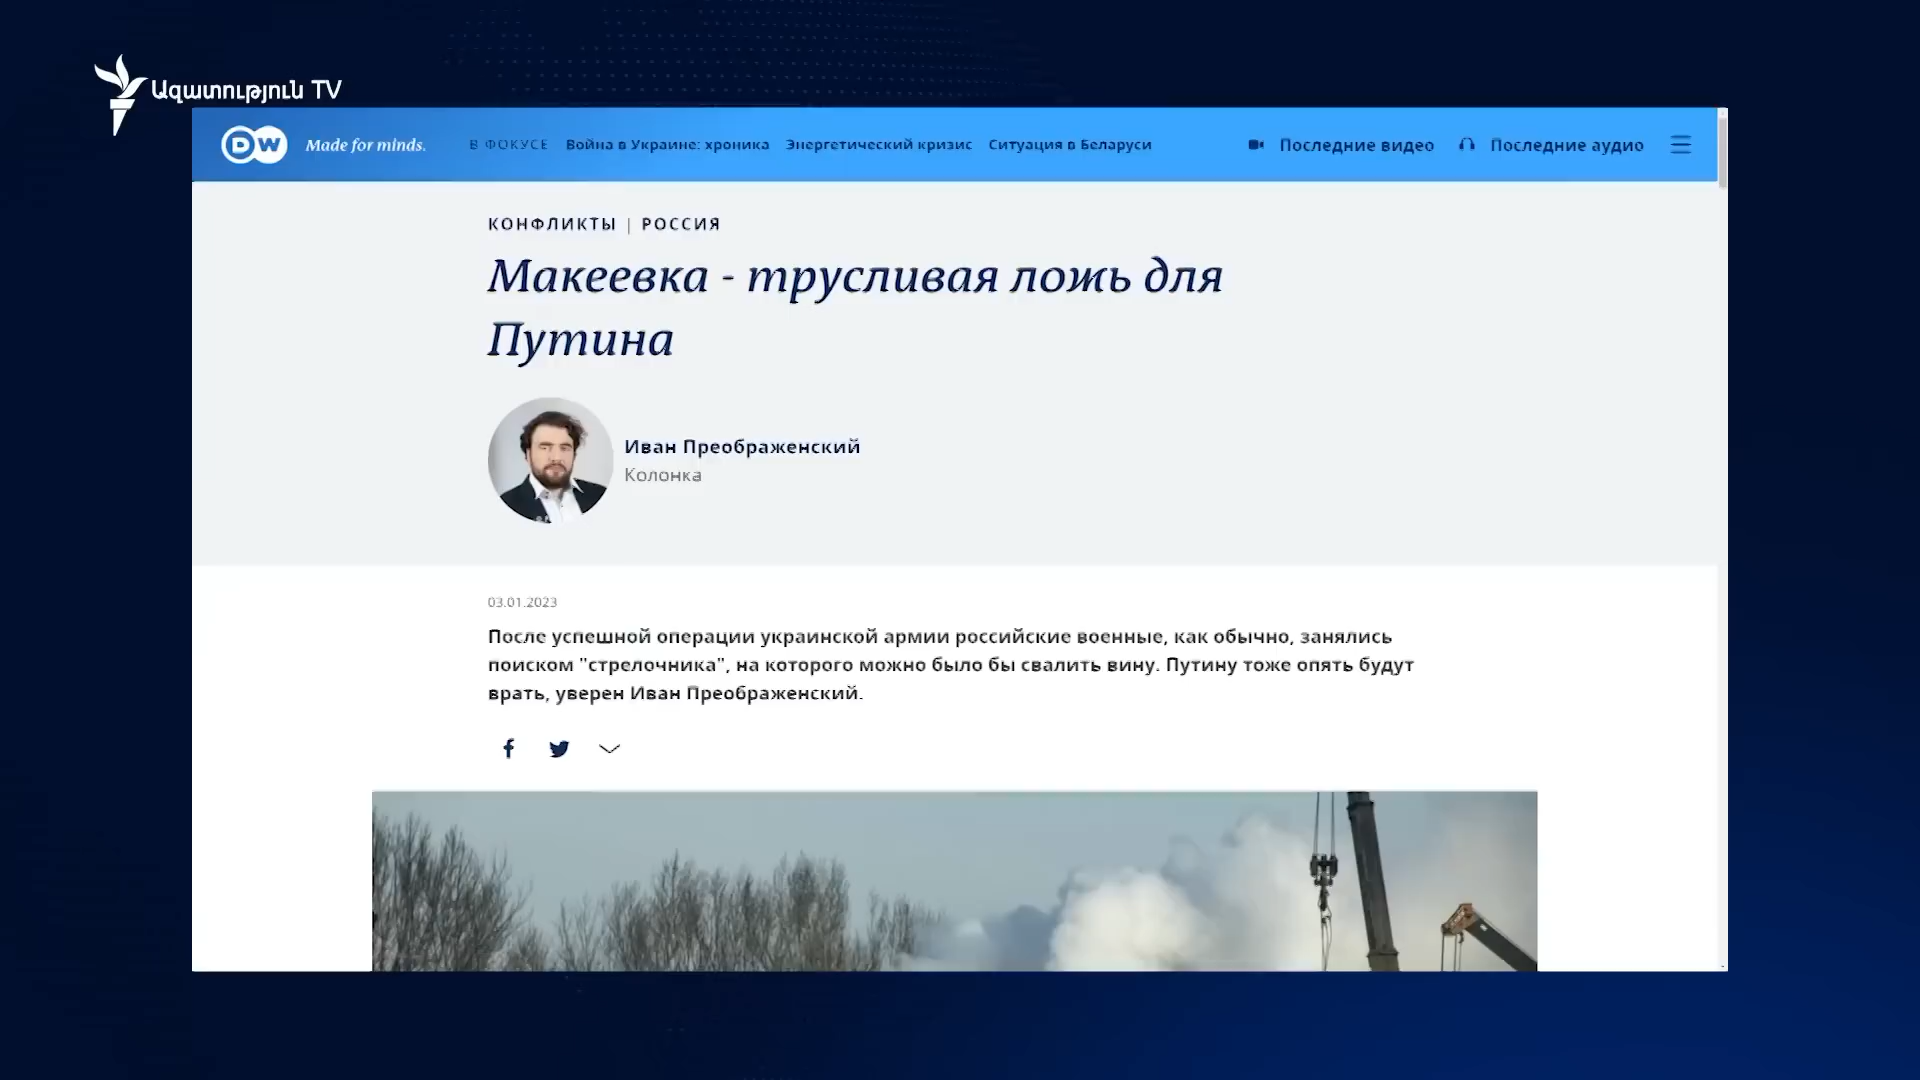 Ազատություն TV
DW Made for minds. В ФОКУСЕ Война в Украине: хроника Энергетический кризис Ситуация в Беларуси Последние видео Последние аудио
КОНФЛИКТЫ | РОССИЯ
Макеевка - трусливая ложь для
Путина
Иван Преображенский
Колонка
03.01.2023
После успешной операции украинской армии российские военные, как обычно, занялись
поиском "стрелочника", на которого можно было бы свалить вину. Путину тоже опять будут
врать, уверен Иван Преображенский.